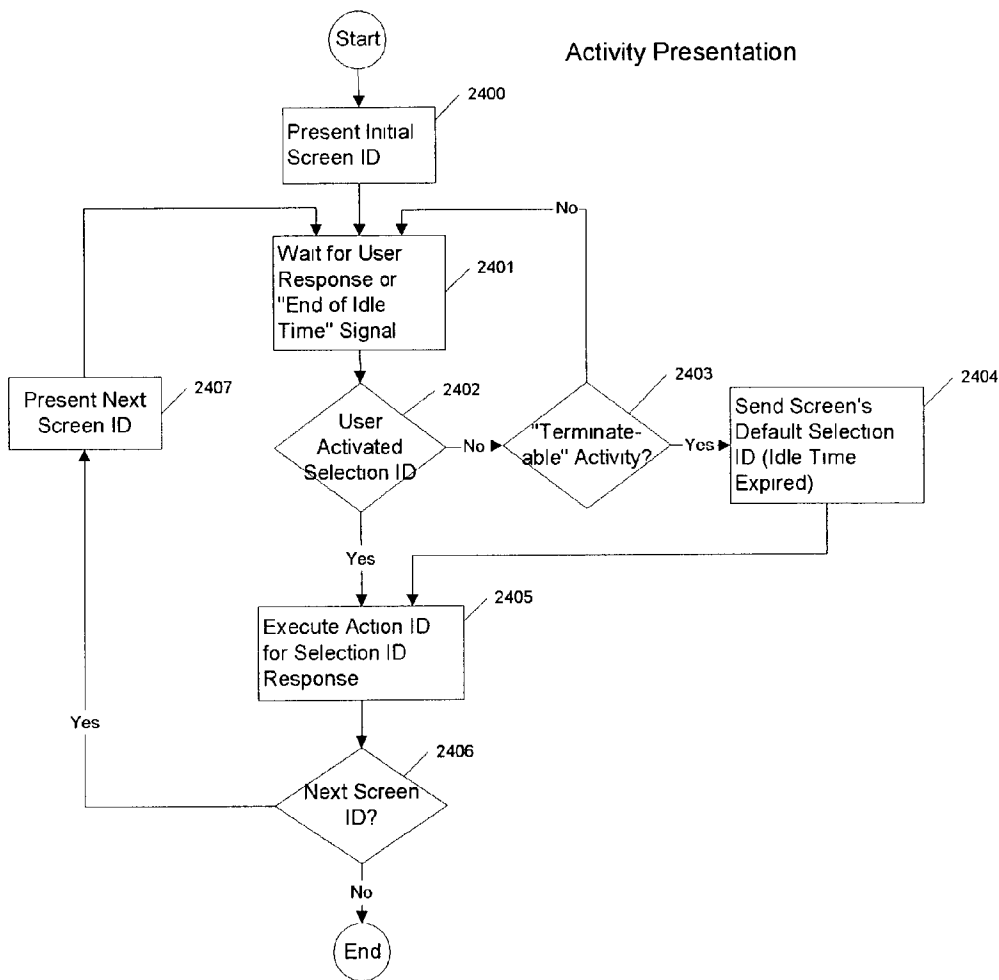 Start
Activity Presentation
2400
Present Initial
Screen ID
No
Wait for User
Response or
"End of Idle
Time" Signal
2401
2407
Present Next
Screen ID
2402
User
Activated
Selection ID
No
2403
"Terminate-
able" Activity?
Yes
2404
Send Screen's
Default Selection
ID (Idle Time
Expired)
Yes
2405
Execute Action ID
for Selection ID
Response
Yes
2406
Next Screen
ID?
No
End